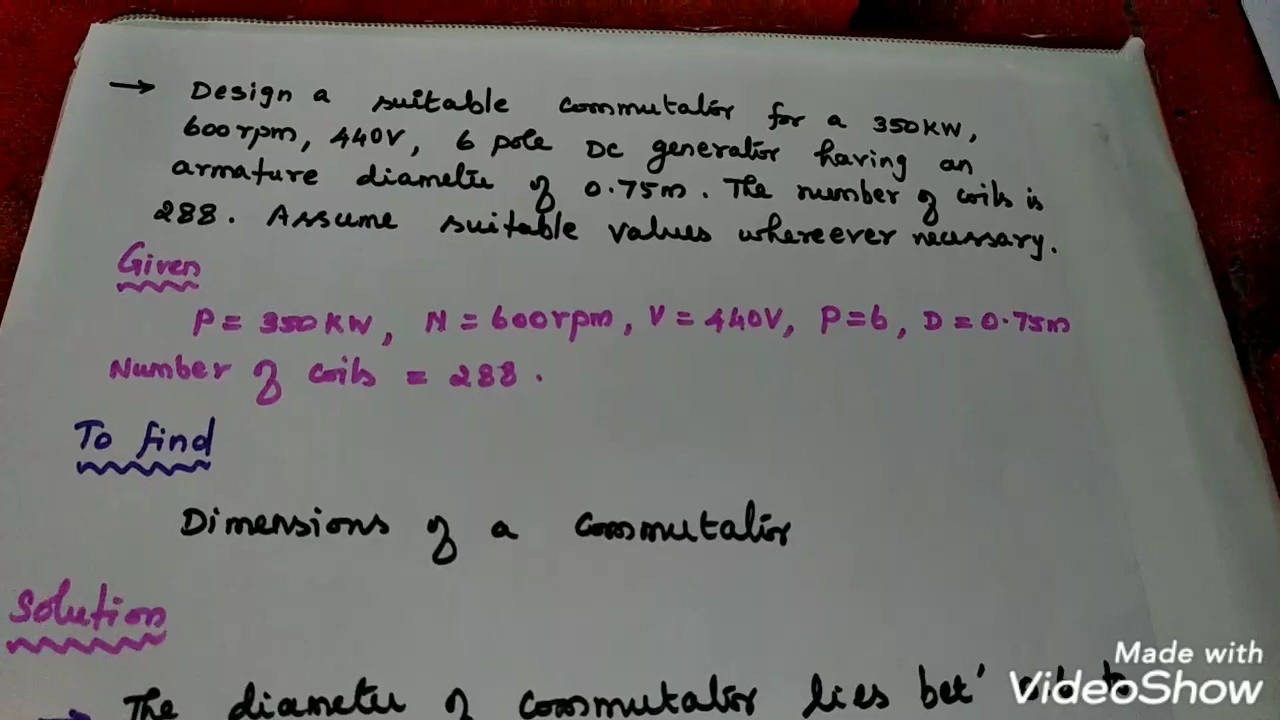 → Design a suitable commutator for a 350KW,
600rpm, 440V, 6 pole DC generator having an
armature diameter of 0.75m. The number of coils is
288. Assume suitable values whereever necessary.
Given
P = 350KW, N = 600rpm, V = 440V, P=6, D = 0.75m
Number of coils = 288.
To find
Dimensions of a commutator
Solution
→ The diameter of commutator lies bet'
Made with
VideoShow